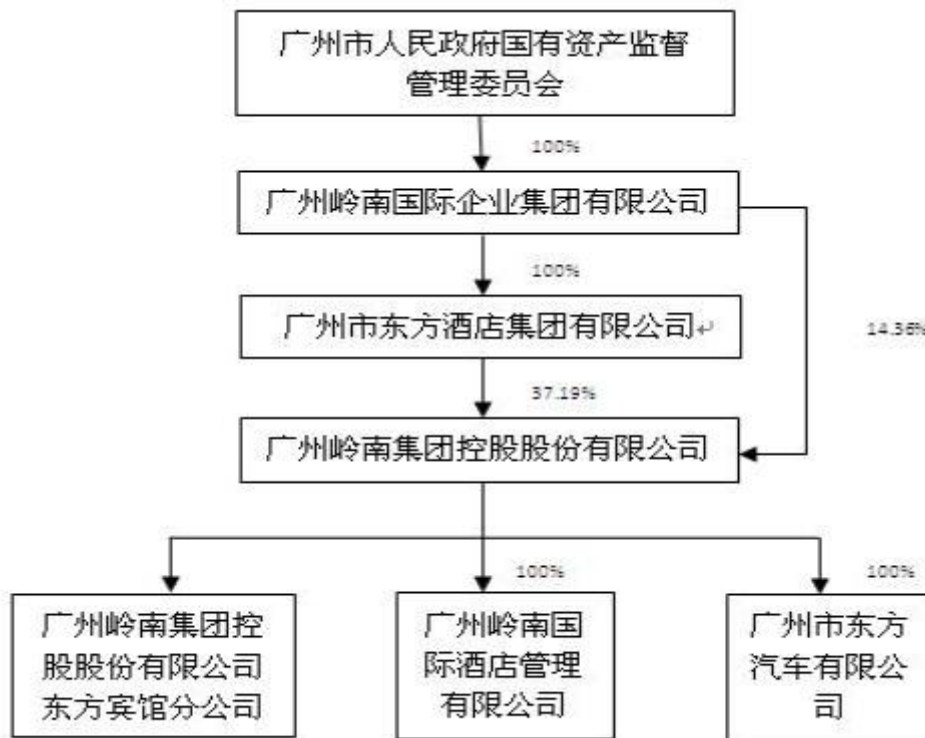 广州市人民政府国有资产监督
管理委员会
100%
广州岭南国际企业集团有限公司
100%
广州市东方酒店集团有限公司↵
14.36%
37.19%
广州岭南集团控股股份有限公司
100%
100%
广州岭南集团控
股股份有限公司
东方宾馆分公司
广州岭南国
际酒店管理
有限公司
广州市东方
汽车有限公
司